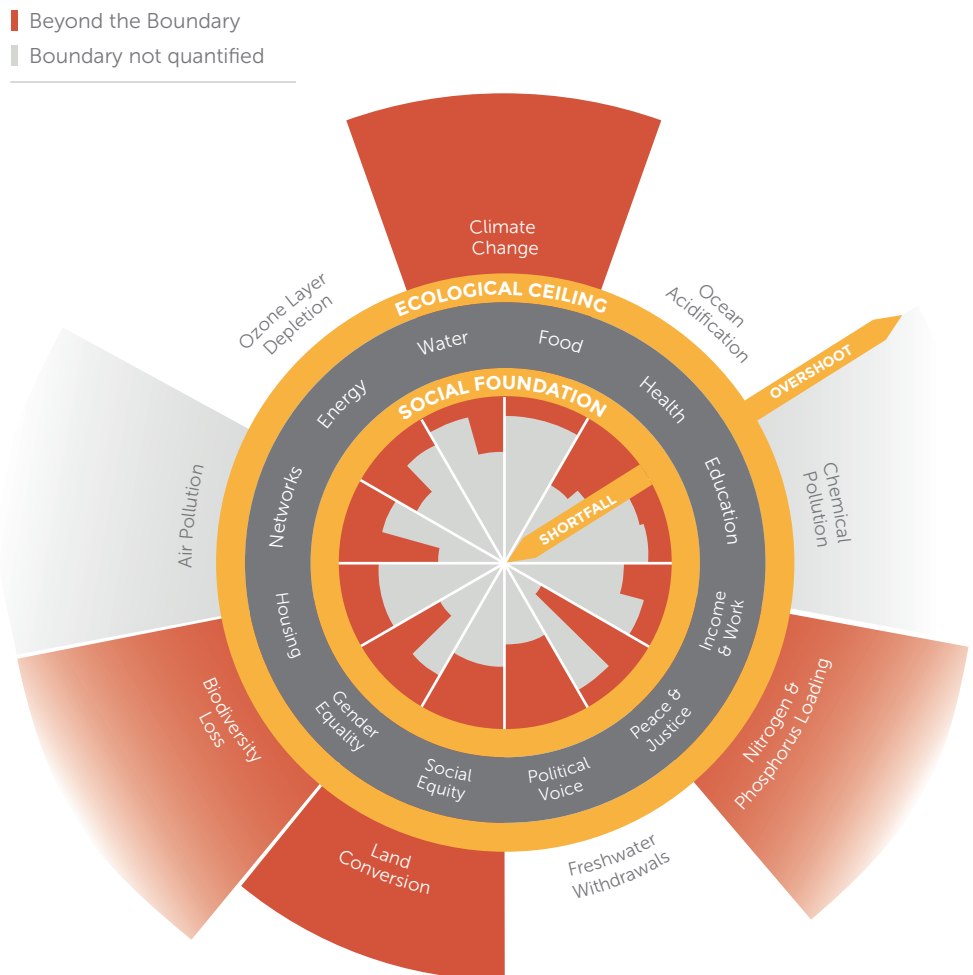 Beyond the Boundary
Boundary not quantified
Climate
Change
Ozone Layer
Depletion
ECOLOGICAL CEILING
Ocean
Acidification
OVERSHOOT
Water
Food
Energy
Health
SOCIAL FOUNDATION
Networks
Education
SHORTFALL
Air Pollution
Chemical
Pollution
Housing
Income
& Work
Biodiversity
Loss
Gender
Equality
Peace &
Justice
Nitrogen &
Phosphorus Loading
Social
Equity
Political
Voice
Land
Conversion
Freshwater
Withdrawals